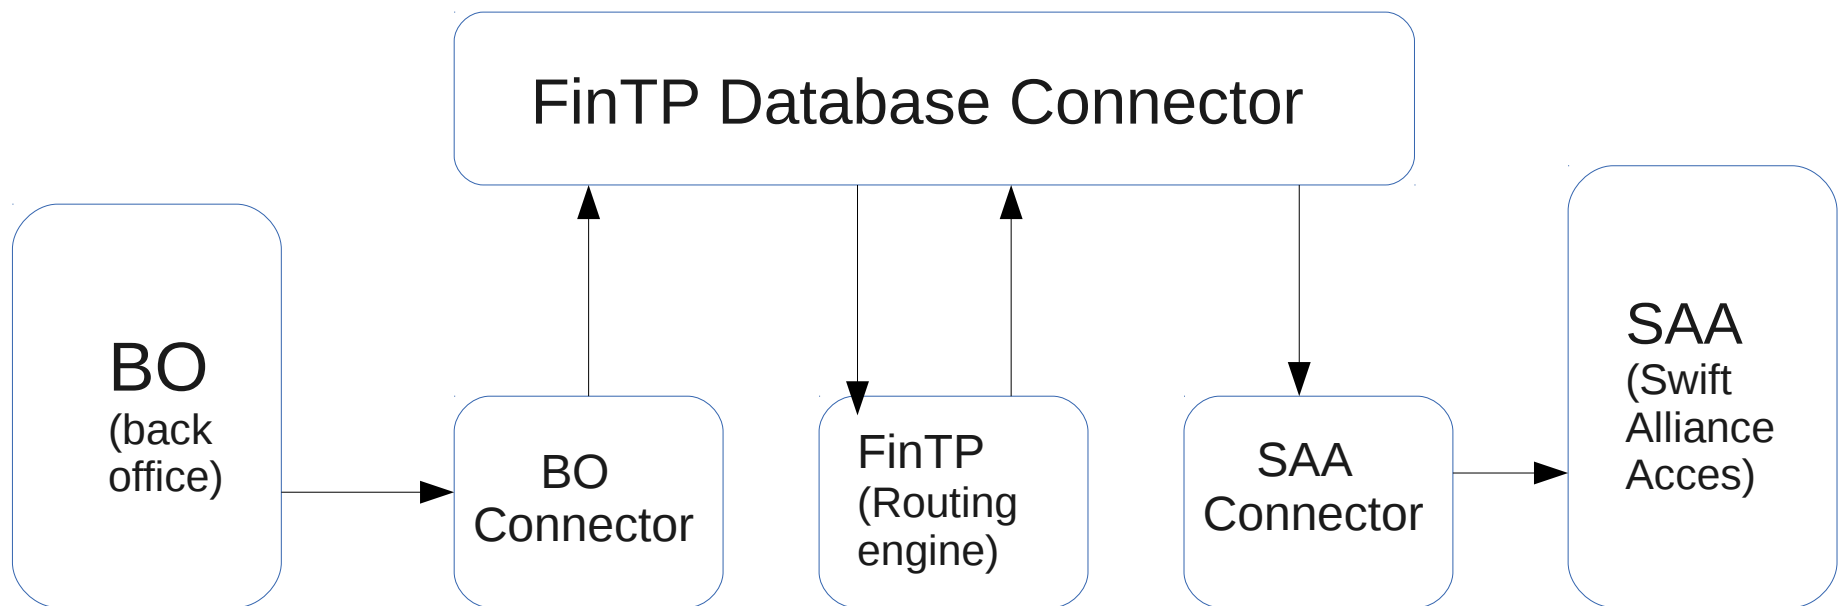 FinTP Database Connector
BO
(back
office)
BO
Connector
FinTP
(Routing
engine)
SAA
Connector
SAA
(Swift
Alliance
Acces)